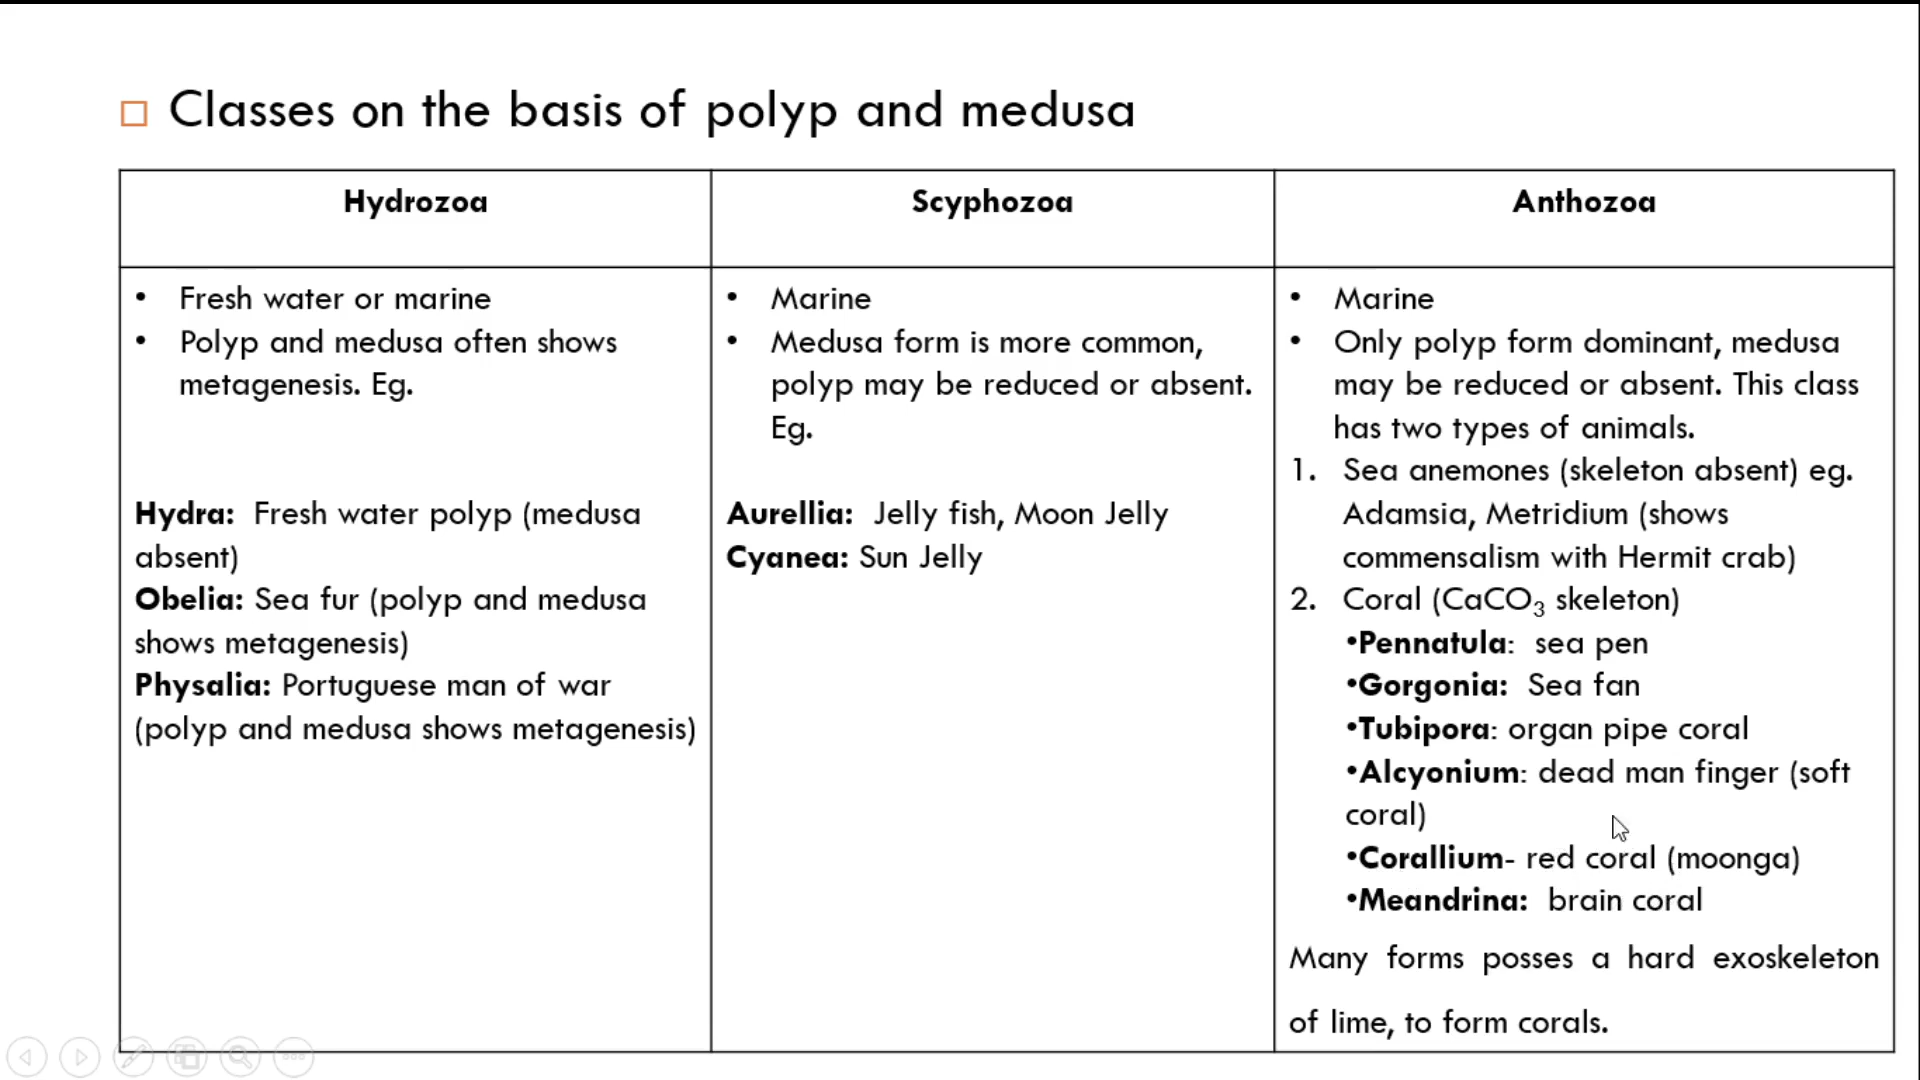 Classes on the basis of polyp and medusa
Hydrozoa
Scyphozoa
Anthozoa
• Fresh water or marine
• Polyp and medusa often shows
metagenesis. Eg.
Hydra: Fresh water polyp (medusa
absent)
Obelia: Sea fur (polyp and medusa
shows metagenesis)
Physalia: Portuguese man of war
(polyp and medusa shows metagenesis)
• Marine
• Medusa form is more common,
polyp may be reduced or absent.
Eg.
Aurellia: Jelly fish, Moon Jelly
Cyanea: Sun Jelly
• Marine
• Only polyp form dominant, medusa
may be reduced or absent. This class
has two types of animals.
1. Sea anemones (skeleton absent) eg.
Adamsia, Metridium (shows
commensalism with Hermit crab)
2. Coral (CaCO₃ skeleton)
•Pennatula: sea pen
•Gorgonia: Sea fan
•Tubipora: organ pipe coral
•Alcyonium: dead man finger (soft
coral)
•Corallium- red coral (moonga)
•Meandrina: brain coral
Many forms posses a hard exoskeleton
of lime, to form corals.